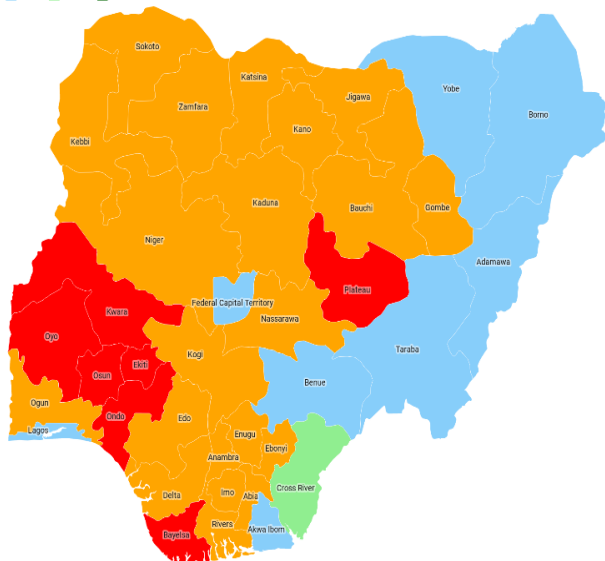 Sokoto
Katsina
Jigawa
Yobe
Borno
Zamfara
Kano
Kebbi
Kaduna
Bauchi
Gombe
Niger
Adamawa
Plateau
Federal Capital Territory
Kwara
Nassarawa
Oyo
Taraba
Kogi
Ekiti
Osun
Benue
Ogun
Ondo
Edo
Lagos
Enugu
Ebonyi
Anambra
Cross River
Delta
Imo
Abia
Rivers
Akwa Ibom
Bayelsa